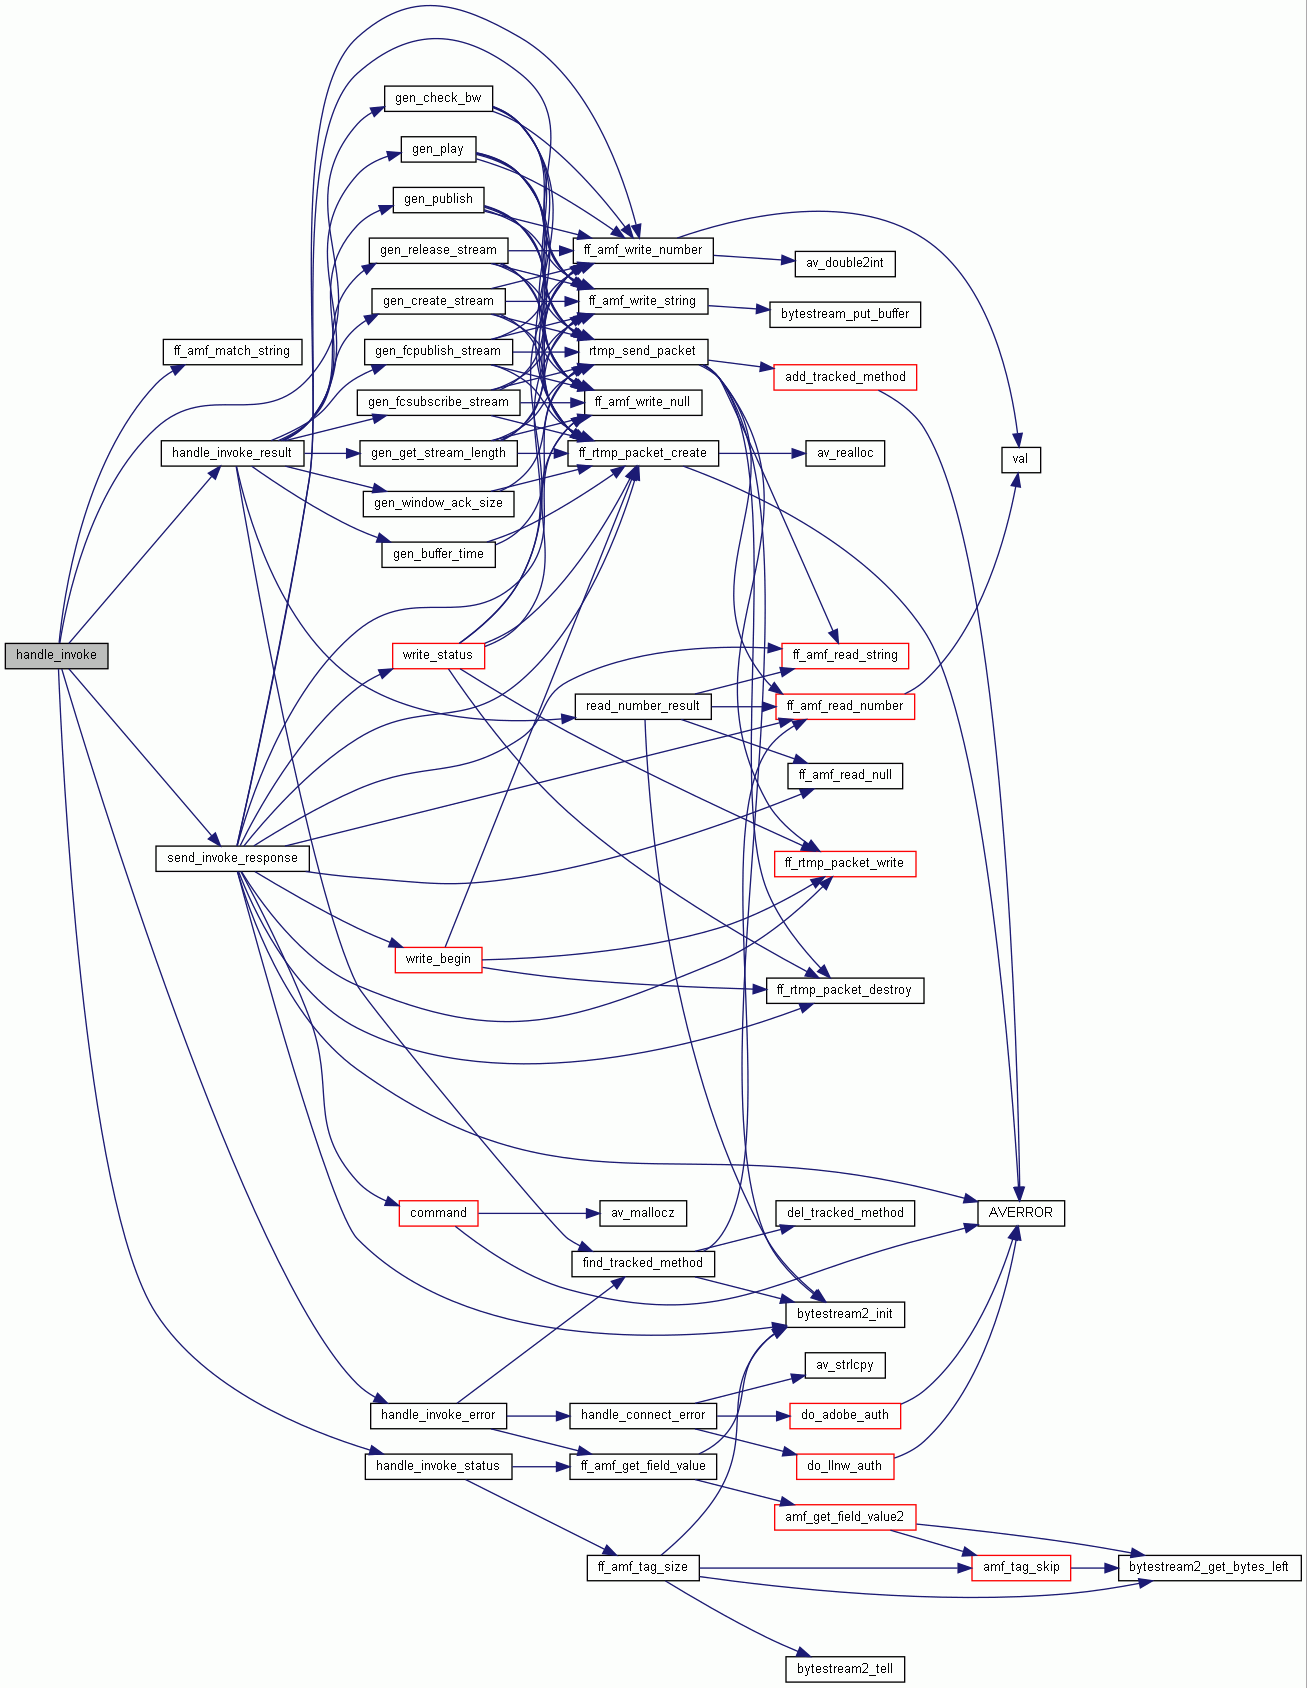 handle_invoke
ff_amf_match_string
handle_invoke_result
send_invoke_response
gen_check_bw
gen_play
gen_publish
gen_release_stream
gen_create_stream
gen_fcpublish_stream
gen_fcsubscribe_stream
gen_get_stream_length
gen_window_ack_size
gen_buffer_time
write_status
write_begin
command
handle_invoke_error
handle_invoke_status
ff_amf_write_number
ff_amf_write_string
rtmp_send_packet
ff_amf_write_null
ff_rtmp_packet_create
read_number_result
av_mallocz
find_tracked_method
handle_connect_error
ff_amf_get_field_value
ff_amf_tag_size
av_double2int
bytestream_put_buffer
add_tracked_method
av_realloc
ff_amf_read_string
ff_amf_read_number
ff_amf_read_null
ff_rtmp_packet_write
ff_rtmp_packet_destroy
del_tracked_method
bytestream2_init
av_strlcpy
do_adobe_auth
do_llnw_auth
amf_get_field_value2
bytestream2_tell
val
AVERROR
amf_tag_skip
bytestream2_get_bytes_left